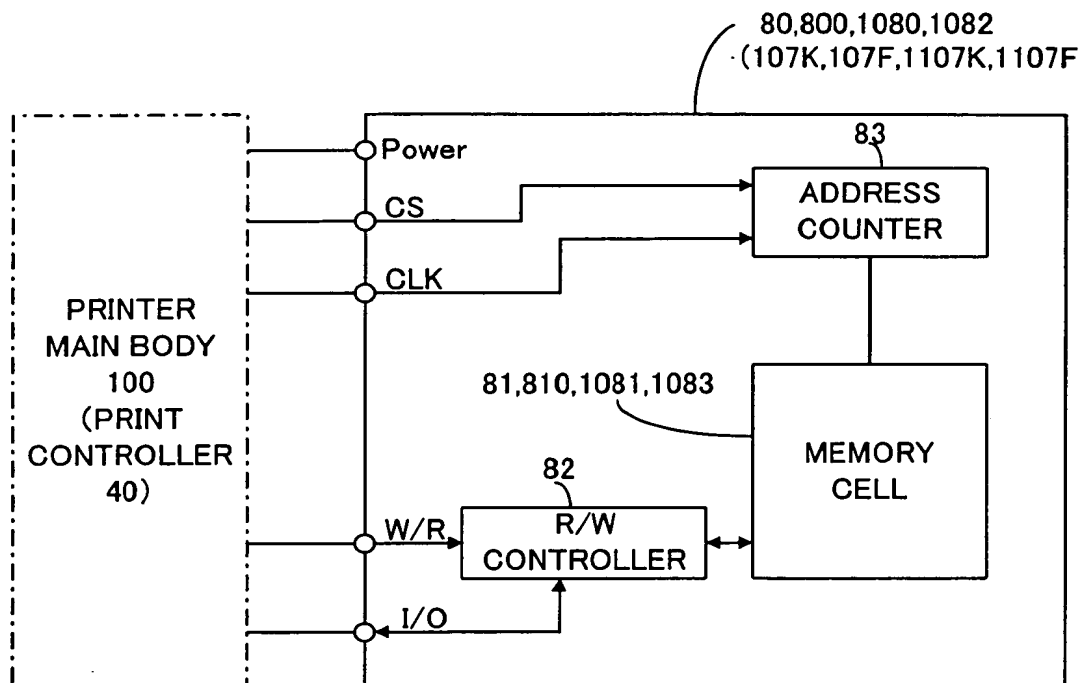 80,800,1080,1082
(107K,107F,1107K,1107F
Power
83
CS
ADDRESS
COUNTER
CLK
PRINTER
MAIN BODY
100
(PRINT
CONTROLLER
40)
81,810,1081,1083
MEMORY
CELL
82
W/R
R/W
CONTROLLER
I/O